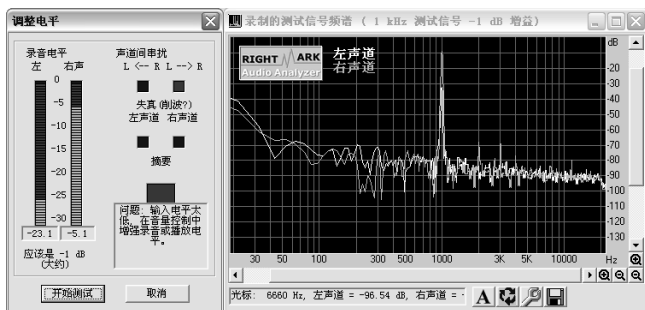 调整电平
录音电平
左 右声
0
-5
-10
-15
-20
-25
-30
-23.1 -5.1
应该是 -1 dB
(大约)
声道间串扰
L <-- R L --> R
失真(削波?)
左声道 右声道
摘要
问题: 输入电平太
低。在音量控制中
增强录音或播放电
平。
开始测试 取消
录制的测试信号频谱 ( 1 kHz 测试信号 -1 dB 增益)
RIGHT MARK
Audio Analyzer
左声道
右声道
dB
-20
-30
-40
-50
-60
-70
-80
-90
-100
-110
-120
-130
30 50 100 300 500 1000 3K 5K 10000 Hz
光标: 6660 Hz, 左声道 = -96.54 dB, 右声道 = -
A